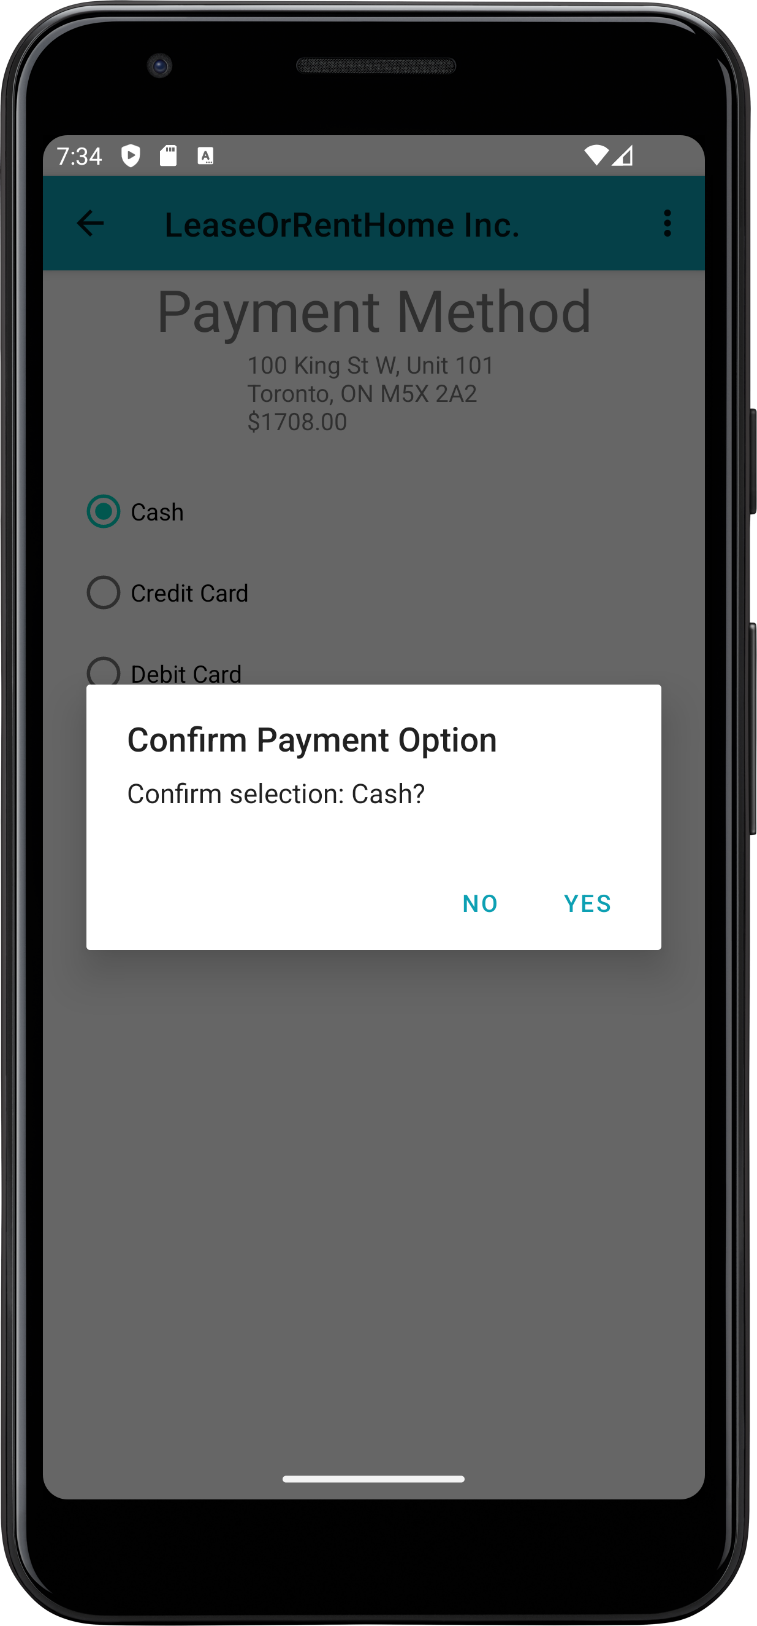 7:34
LeaseOrRentHome Inc.
Payment Method
100 King St W, Unit 101
Toronto, ON M5X 2A2
$1708.00
Cash
Credit Card
Debit Card
Confirm Payment Option
Confirm selection: Cash?
NO YES